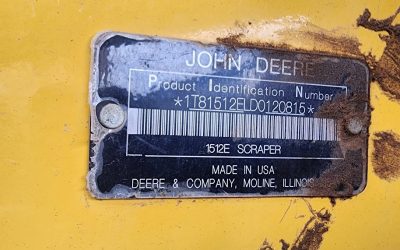 JOHN DEERE
Product Identification Number
*1T81512ELD0120815*
1512E SCRAPER
MADE IN USA
DEERE & COMPANY, MOLINE, ILLINOIS